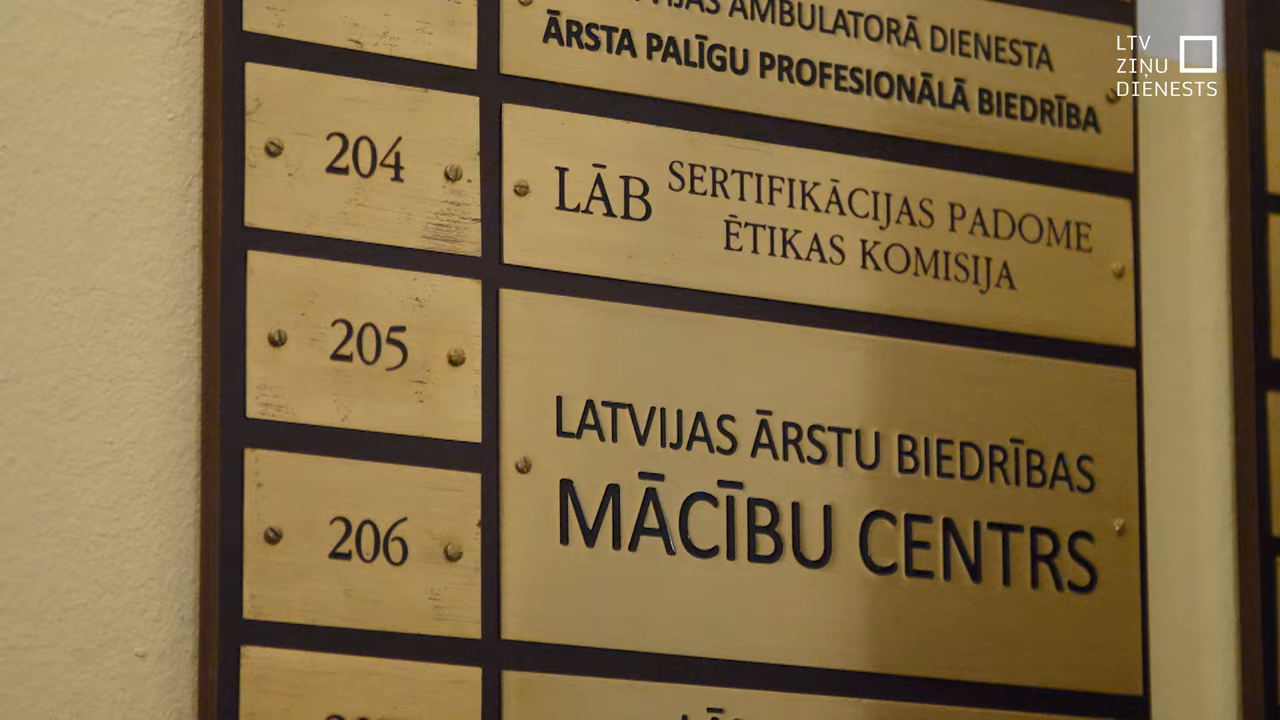 AMBULATORĀ DIENESTA
ĀRSTA PALĪGU PROFESIONĀLĀ BIEDRĪBA
LTV
ZIŅU
DIENESTS
204
LĀB SERTIFIKĀCIJAS PADOME
ĒTIKAS KOMISIJA
205
LATVIJAS ĀRSTU BIEDRĪBAS
MĀCĪBU CENTRS
206